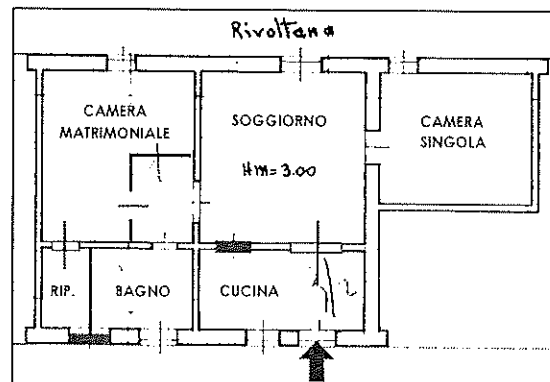 Rivoltana
CAMERA
MATRIMONIALE
SOGGIORNO
Hm=3.00
CAMERA
SINGOLA
RIP.
BAGNO
CUCINA